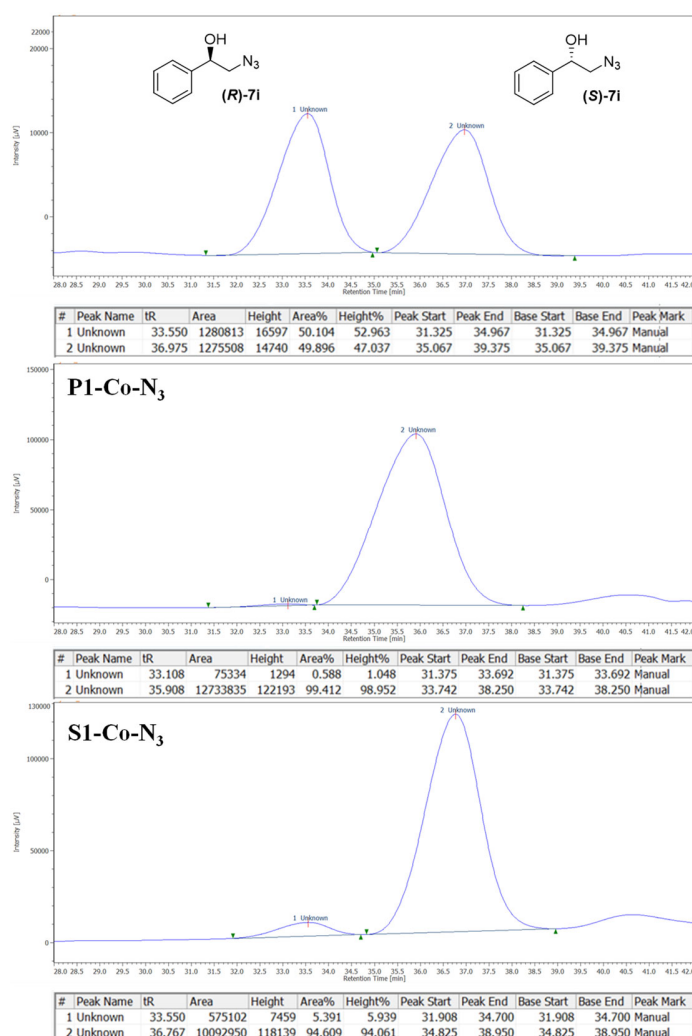 22000
20000
10000
0
Intensity [μV]
OH
N3
(R)-7i
OH
N3
(S)-7i
1 Unknown
2 Unknown
28.0 28.5 29.0 29.5 30.0 30.5 31.0 31.5 32.0 32.5 33.0 33.5 34.0 34.5 35.0 35.5 36.0 36.5 37.0 37.5 38.0 38.5 39.0 39.5 40.0 40.5 41.0 41.5 42.0
Retention Time [min]
# Peak Name tR Area Height Area% Height% Peak Start Peak End Base Start Base End Peak Mark
1 Unknown 33.550 1280813 16597 50.104 52.963 31.325 34.967 31.325 34.967 Manual
2 Unknown 36.975 1275508 14740 49.896 47.037 35.067 39.375 35.067 39.375 Manual
P1-Co-N3
150000
100000
50000
0
Intensity [μV]
1 Unknown
2 Unknown
28.0 28.5 29.0 29.5 30.0 30.5 31.0 31.5 32.0 32.5 33.0 33.5 34.0 34.5 35.0 35.5 36.0 36.5 37.0 37.5 38.0 38.5 39.0 39.5 40.0 40.5 41.0 41.5 42.0
Retention Time [min]
# Peak Name tR Area Height Area% Height% Peak Start Peak End Base Start Base End Peak Mark
1 Unknown 33.108 75334 1294 0.588 1.048 31.375 33.692 31.375 33.692 Manual
2 Unknown 35.908 12733835 122193 99.412 98.952 33.742 38.250 33.742 38.250 Manual
S1-Co-N3
130000
100000
50000
0
Intensity [μV]
1 Unknown
2 Unknown
28.0 28.5 29.0 29.5 30.0 30.5 31.0 31.5 32.0 32.5 33.0 33.5 34.0 34.5 35.0 35.5 36.0 36.5 37.0 37.5 38.0 38.5 39.0 39.5 40.0 40.5 41.0 41.5 42.0
Retention Time [min]
# Peak Name tR Area Height Area% Height% Peak Start Peak End Base Start Base End Peak Mark
1 Unknown 33.550 575102 7459 5.391 5.939 31.908 34.700 31.908 34.700 Manual
2 Unknown 36.767 10092950 118139 94.609 94.061 34.825 38.950 34.825 38.950 Manual